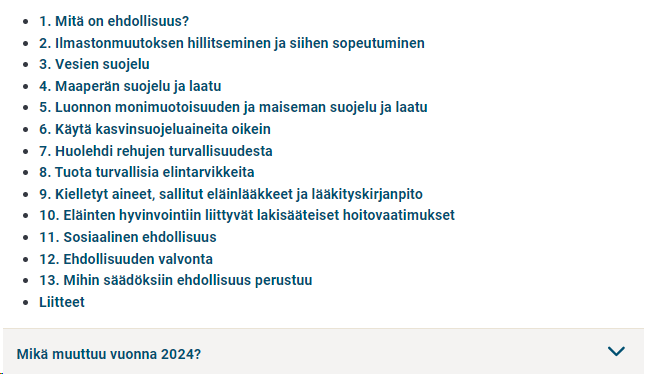 1. Mitä on ehdollisuus?
2. Ilmastonmuutoksen hillitseminen ja siihen sopeutuminen
3. Vesien suojelu
4. Maaperän suojelu ja laatu
5. Luonnon monimuotoisuuden ja maiseman suojelu ja laatu
6. Käytä kasvinsuojeluaineita oikein
7. Huolehdi rehujen turvallisuudesta
8. Tuota turvallisia elintarvikkeita
9. Kielletyt aineet, sallitut eläinlääkkeet ja lääkityskirjanpito
10. Eläinten hyvinvointiin liittyvät lakisääteiset hoitovaatimukset
11. Sosiaalinen ehdollisuus
12. Ehdollisuuden valvonta
13. Mihin säädöksiin ehdollisuus perustuu
Liitteet
Mikä muuttuu vuonna 2024?